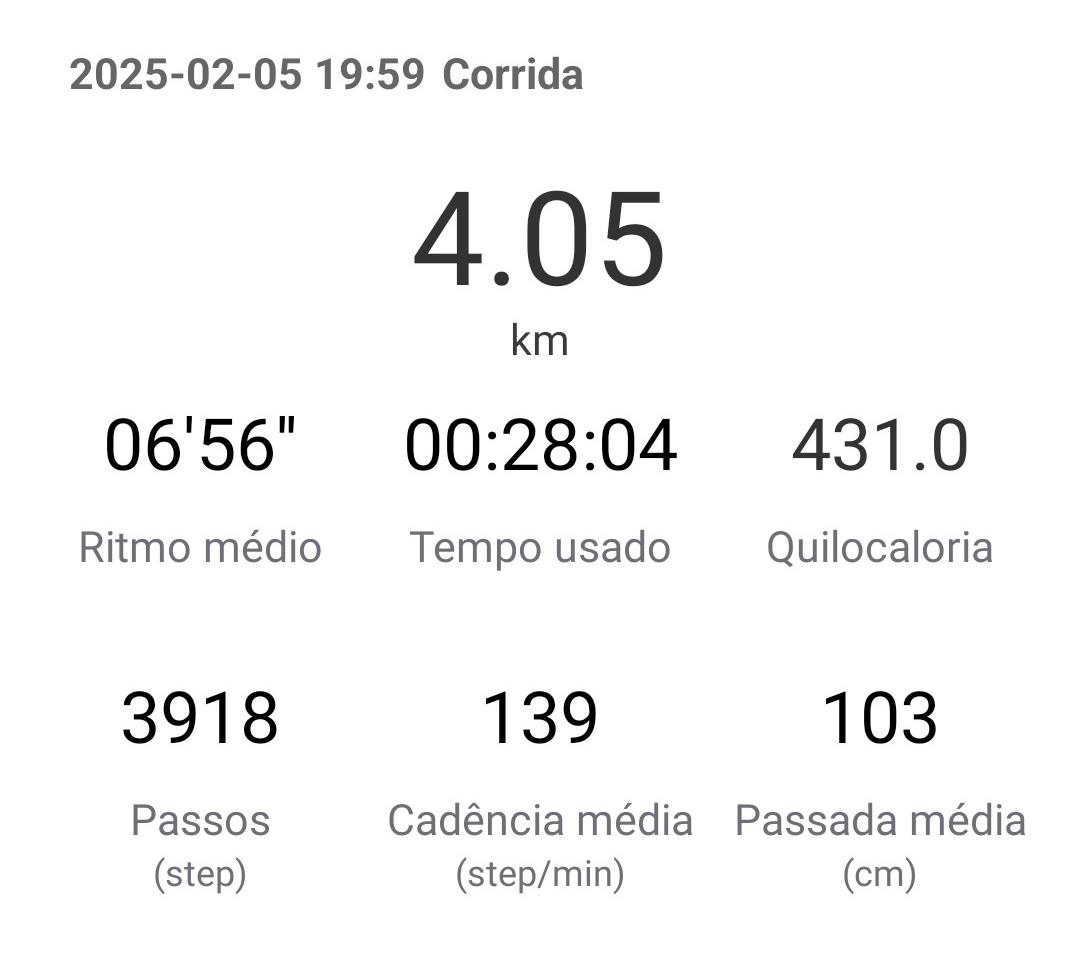 2025-02-05 19:59 Corrida
4.05
km
06'56" 00:28:04 431.0
Ritmo médio Tempo usado Quilocaloria
3918 139 103
Passos Cadência média Passada média
(step) (step/min) (cm)